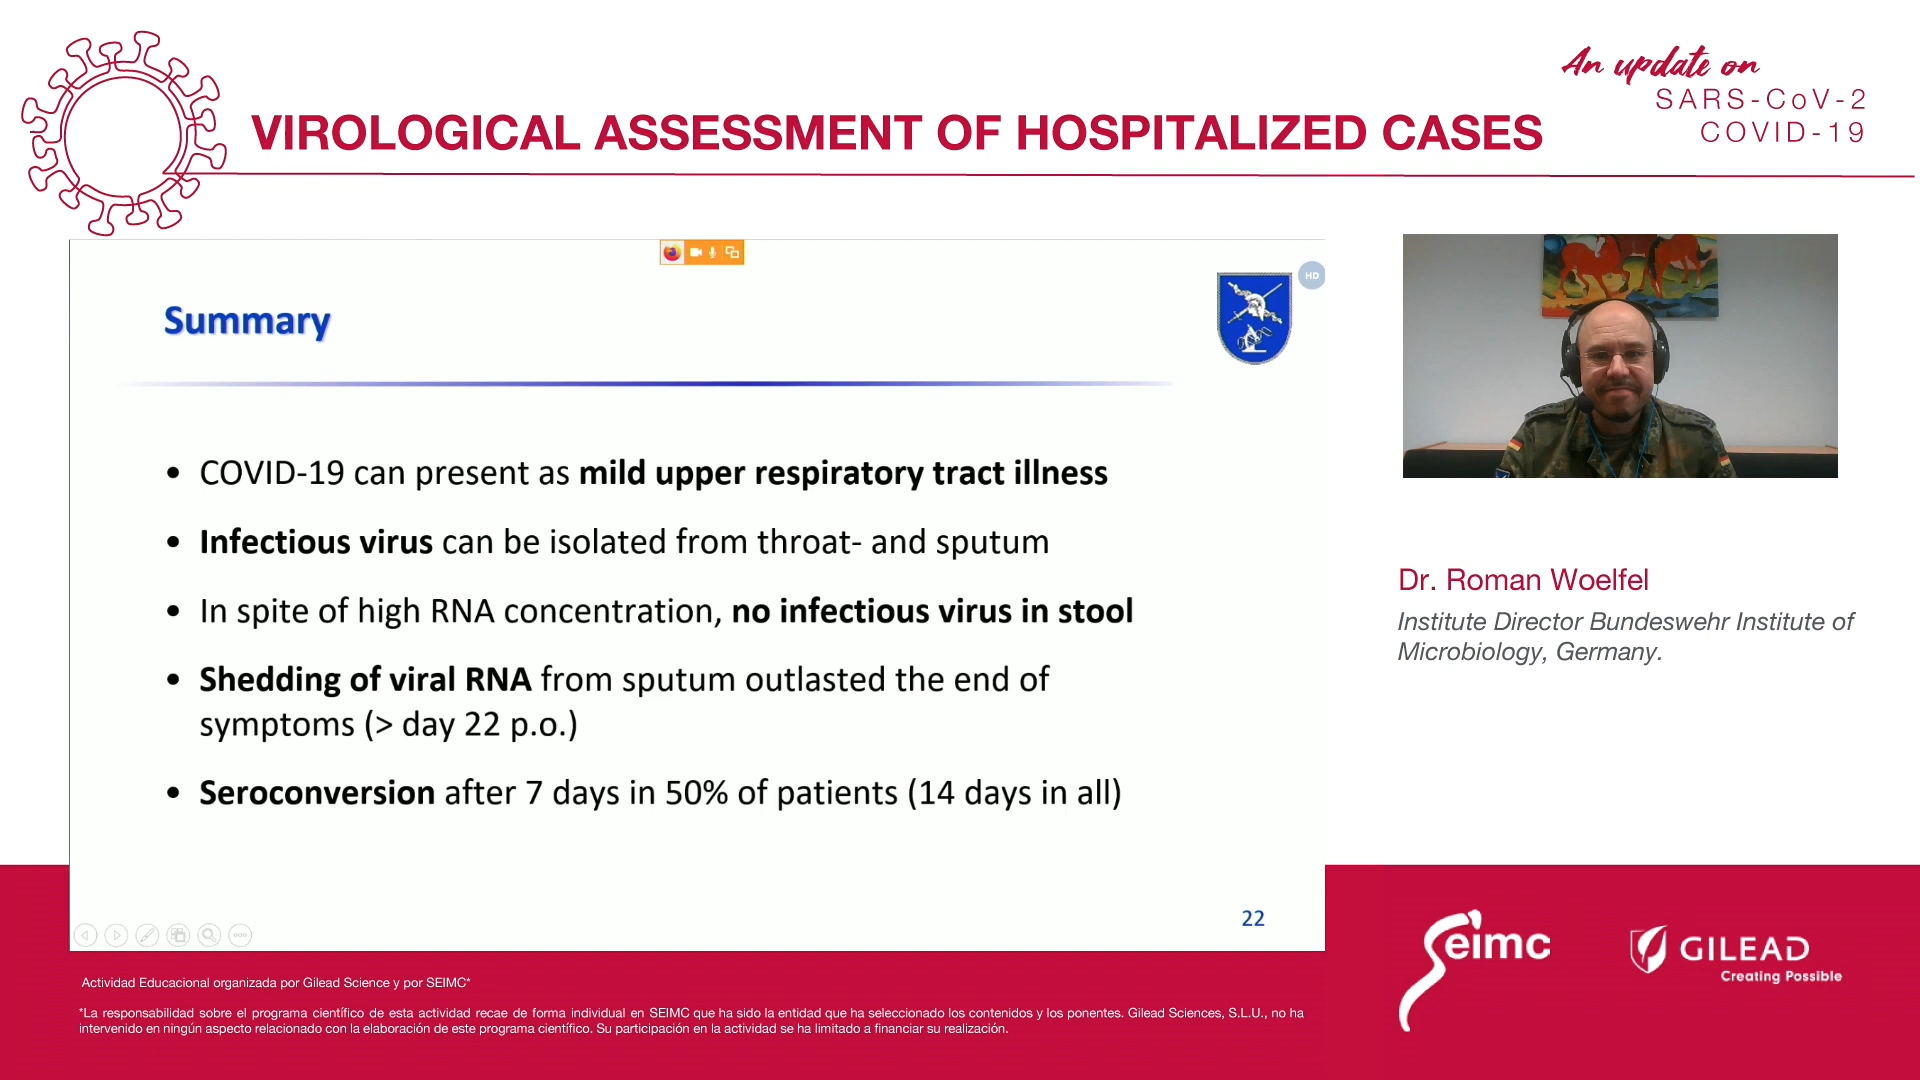 An update on
SARS-CoV-2
COVID-19
VIROLOGICAL ASSESSMENT OF HOSPITALIZED CASES
HD
Summary
• COVID-19 can present as mild upper respiratory tract illness
• Infectious virus can be isolated from throat- and sputum
• In spite of high RNA concentration, no infectious virus in stool
• Shedding of viral RNA from sputum outlasted the end of
symptoms (> day 22 p.o.)
• Seroconversion after 7 days in 50% of patients (14 days in all)
22
Dr. Roman Woelfel
Institute Director Bundeswehr Institute of
Microbiology, Germany.
Seimc
GILEAD
Creating Possible
Actividad Educacional organizada por Gilead Science y por SEIMC*
*La responsabilidad sobre el programa científico de esta actividad recae de forma individual en SEIMC que ha sido la entidad que ha seleccionado los contenidos y los ponentes. Gilead Sciences, S.L.U., no ha
intervenido en ningún aspecto relacionado con la elaboración de este programa científico. Su participación en la actividad se ha limitado a financiar su realización.